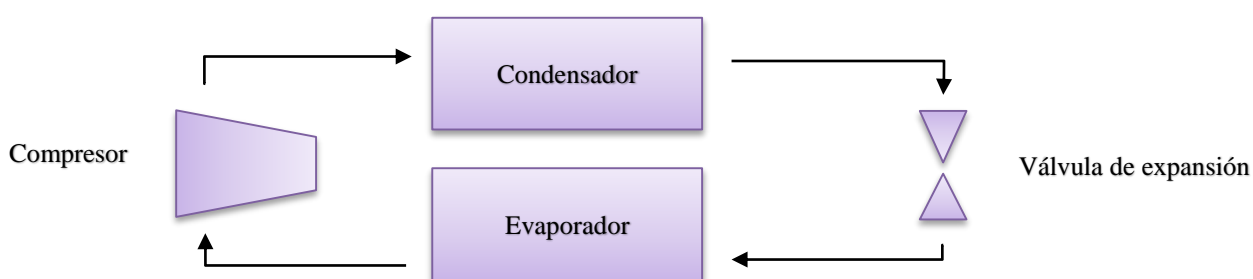 Condensador
Compresor
Válvula de expansión
Evaporador